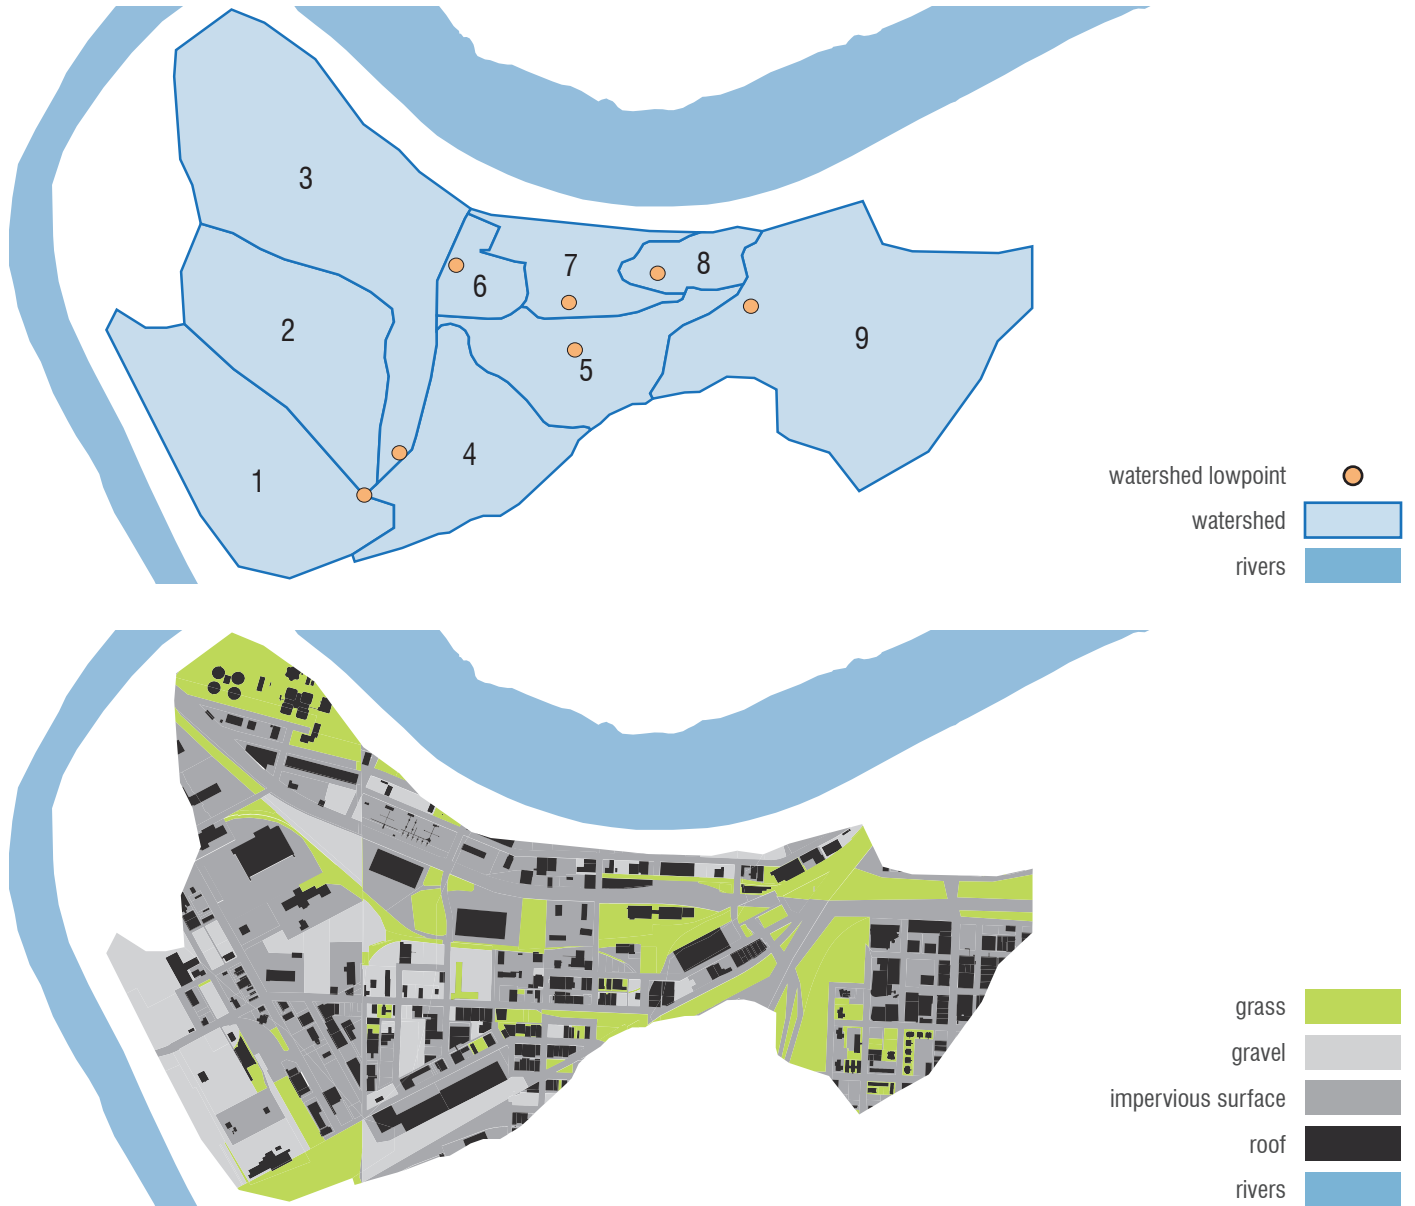 3
7
8
6
2
9
5
4
1
watershed lowpoint
watershed
rivers
grass
gravel
impervious surface
roof
rivers